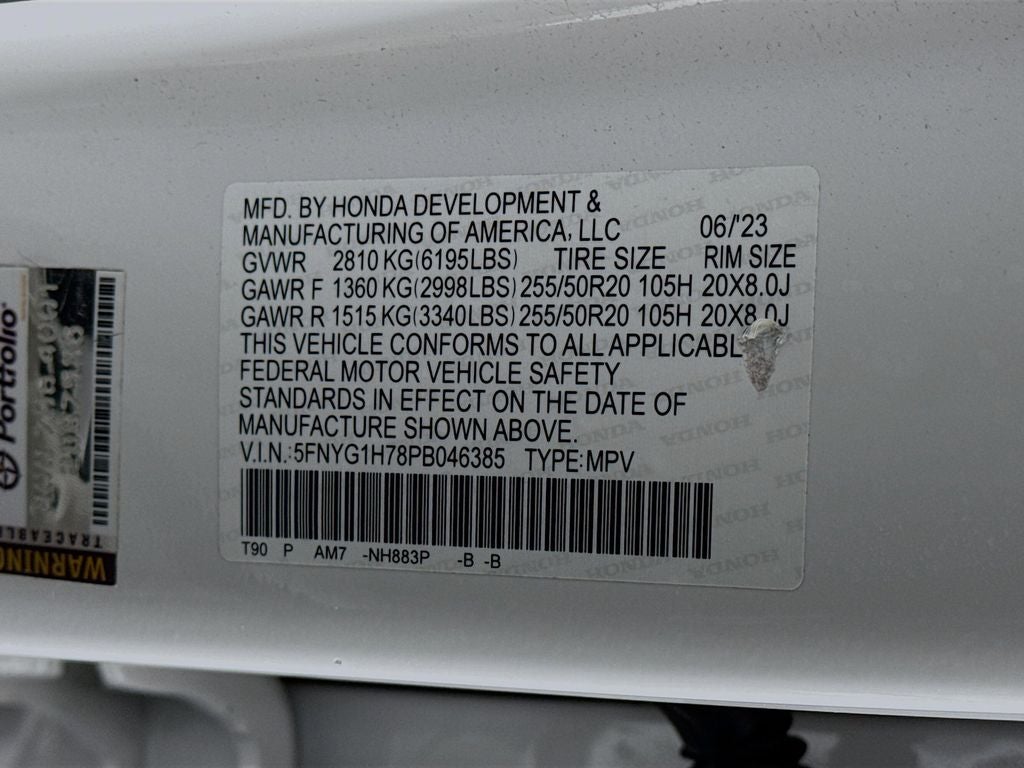 MFD. BY HONDA DEVELOPMENT &
MANUFACTURING OF AMERICA, LLC 06/'23
GVWR 2810 KG(6195LBS) TIRE SIZE RIM SIZE
GAWR F 1360 KG(2998LBS) 255/50R20 105H 20X8.0J
GAWR R 1515 KG(3340LBS) 255/50R20 105H 20X8.0J
THIS VEHICLE CONFORMS TO ALL APPLICABL
FEDERAL MOTOR VEHICLE SAFETY
STANDARDS IN EFFECT ON THE DATE OF
MANUFACTURE SHOWN ABOVE.
V.I.N.:5FNYG1H78PB046385 TYPE:MPV
T90 P AM7 -NH883P -B -B
Portfolio
TRACEABLE
WARNING